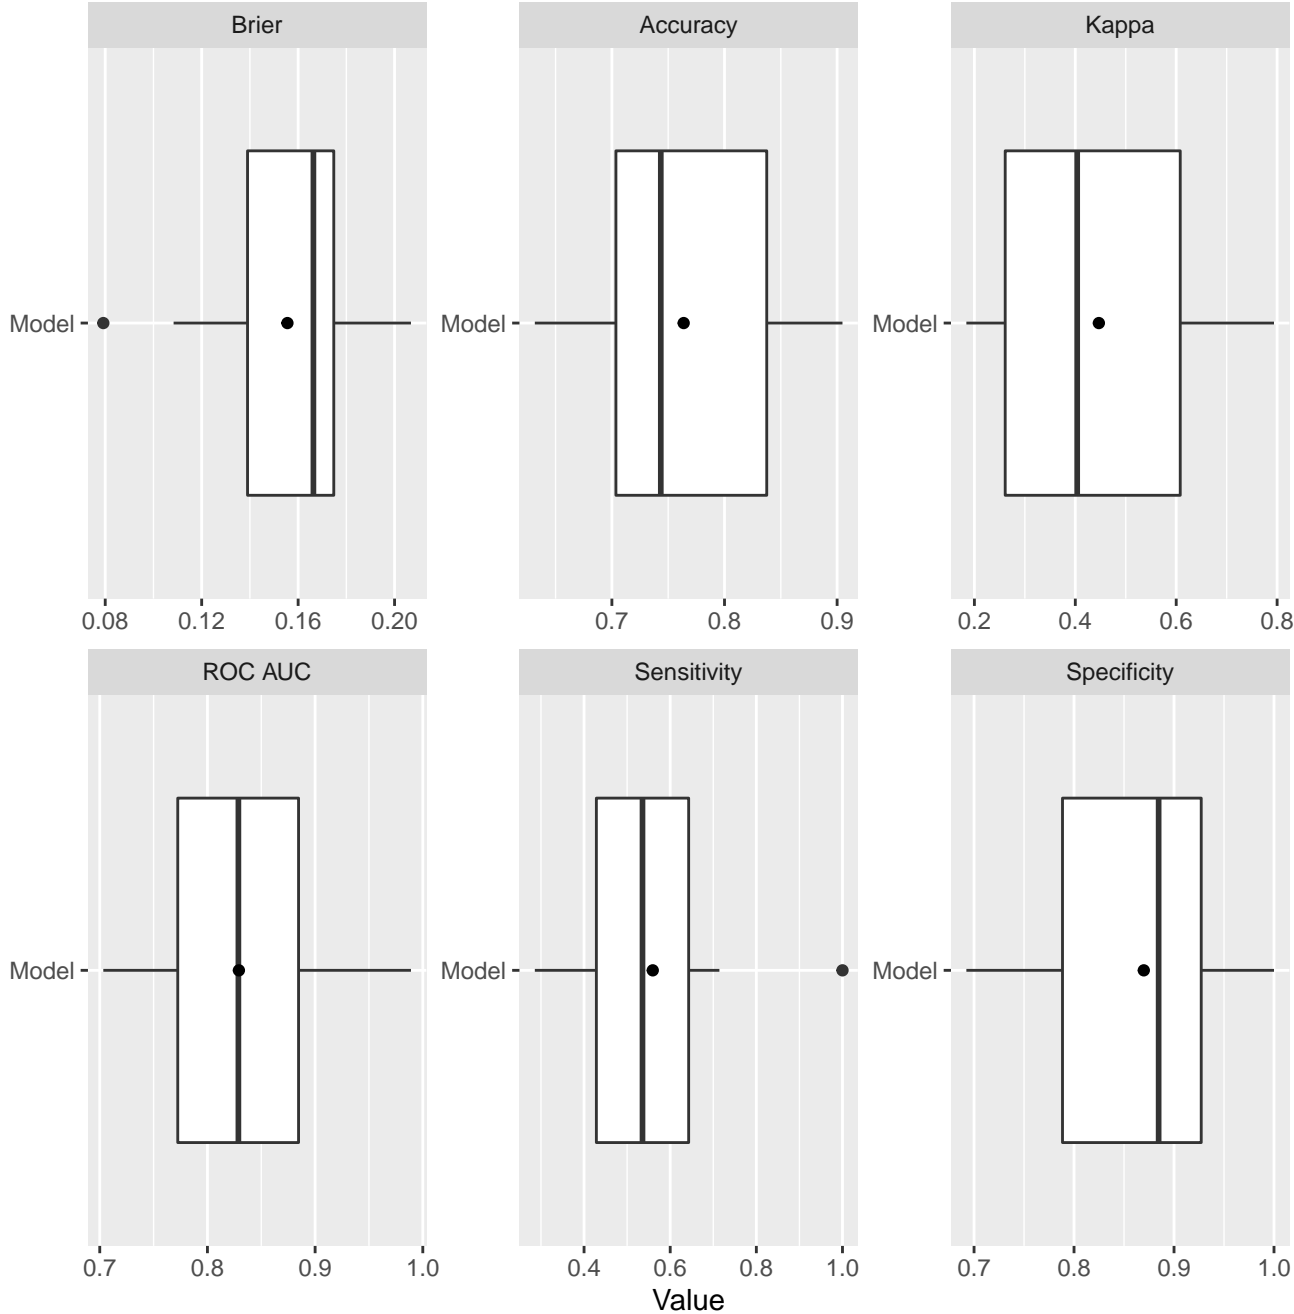 Brier Accuracy Kappa
Model Model Model
0.08 0.12 0.16 0.20 0.7 0.8 0.9 0.2 0.4 0.6 0.8
ROC AUC Sensitivity Specificity
Model Model Model
0.7 0.8 0.9 1.0 0.4 0.6 0.8 1.0 0.7 0.8 0.9 1.0
Value